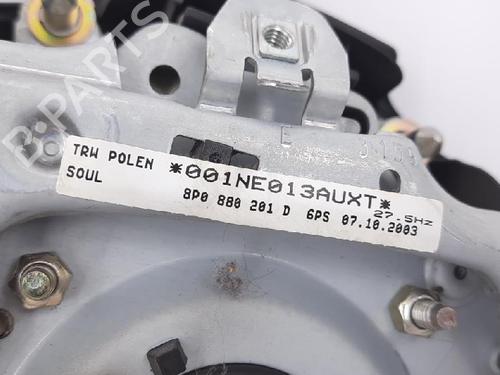 B-PARTS
E
TRW POLEN
SOUL
*001NE013AUXT*
27.5Hz
8P0 880 201 D 6PS 07.10.2003